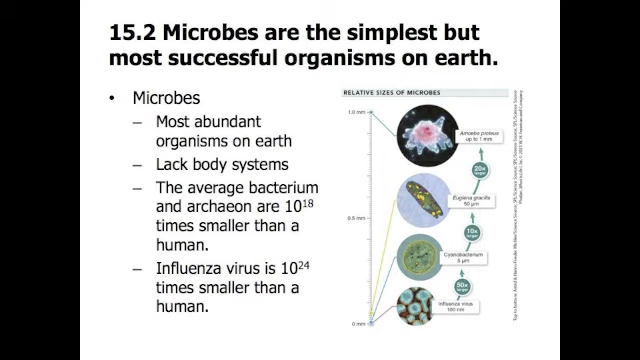 15.2 Microbes are the simplest but
most successful organisms on earth.
• Microbes
– Most abundant
organisms on earth
– Lack body systems
– The average bacterium
and archaeon are 10¹⁸
times smaller than a
human.
– Influenza virus is 10²⁴
times smaller than a
human.
RELATIVE SIZES OF MICROBES
1.0 mm
Amoeba proteus
up to 1 mm
20x
larger
Euglena gracilis
50 µm
0.5 mm
10x
larger
Cyanobacterium
5 µm
50x
larger
Influenza virus
100 nm
0 mm